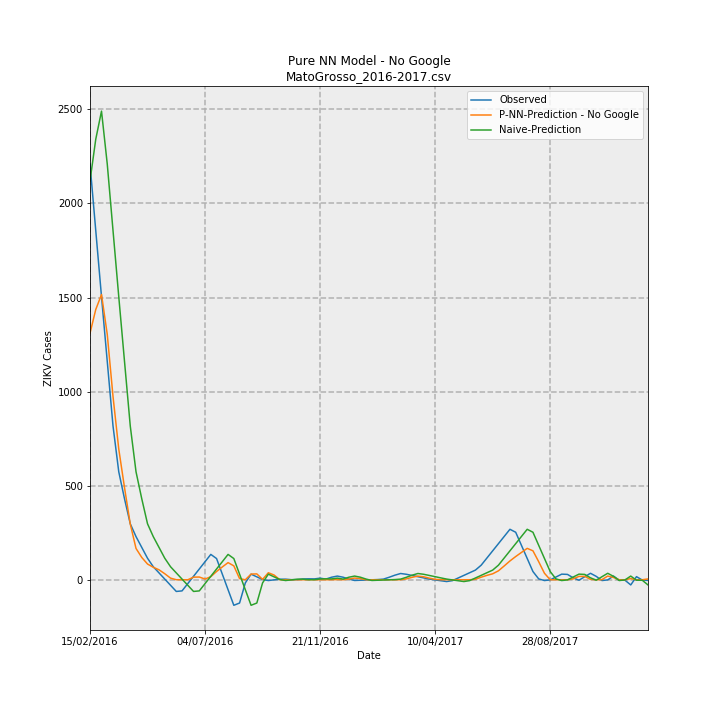 Pure NN Model - No Google
MatoGrosso_2016-2017.csv
Observed
P-NN-Prediction - No Google
Naive-Prediction
ZIKV Cases
2500
2000
1500
1000
500
0
15/02/2016
04/07/2016
21/11/2016
10/04/2017
28/08/2017
Date